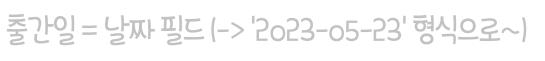 출간일 = 날짜 필드 (-> '2023-05-23' 형식으로~)